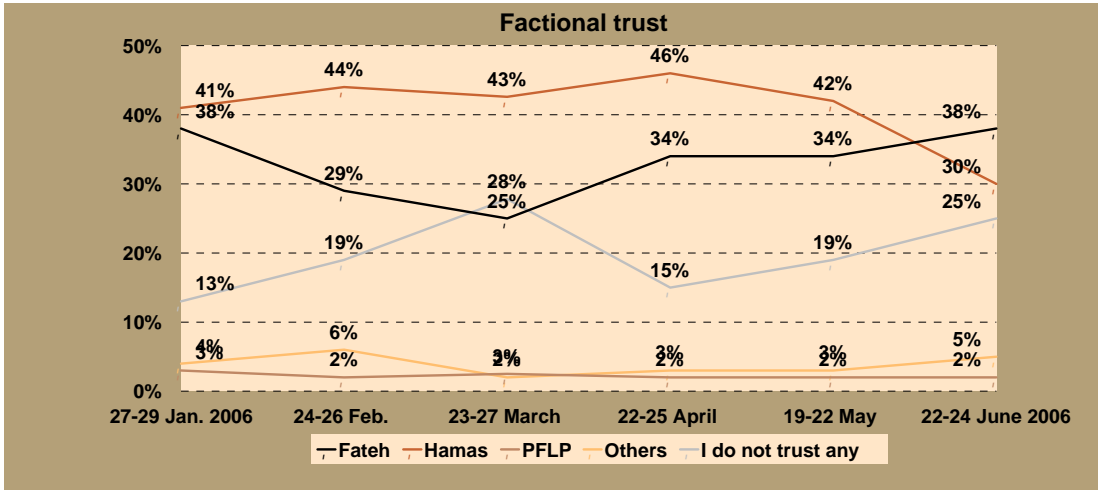 Factional trust
50%
40%
30%
20%
10%
0%
41% 44% 43% 46% 42% 30%
38% 29% 25% 34% 34% 38%
13% 19% 28% 15% 19% 25%
4% 6% 2% 3% 3% 5%
3% 2% 3% 2% 2% 2%
27-29 Jan. 2006 24-26 Feb. 23-27 March 22-25 April 19-22 May 22-24 June 2006
Fateh Hamas PFLP Others I do not trust any